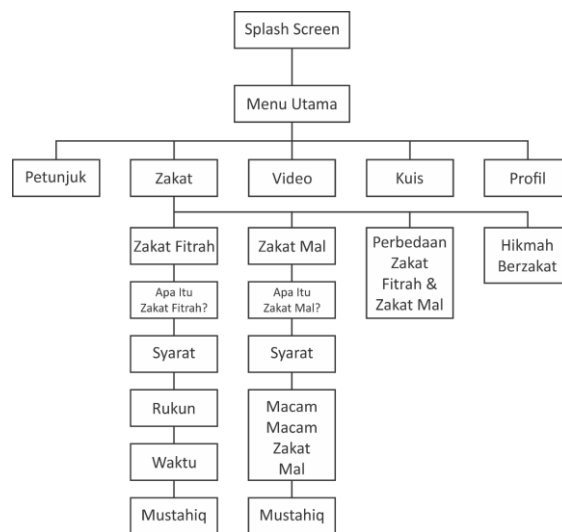 Splash Screen
Menu Utama
Petunjuk
Zakat
Video
Kuis
Profil
Zakat Fitrah
Zakat Mal
Perbedaan
Zakat
Fitrah &
Zakat Mal
Hikmah
Berzakat
Apa Itu
Zakat Fitrah?
Apa Itu
Zakat Mal?
Syarat
Syarat
Rukun
Macam
Macam
Zakat
Mal
Waktu
Mustahiq
Mustahiq